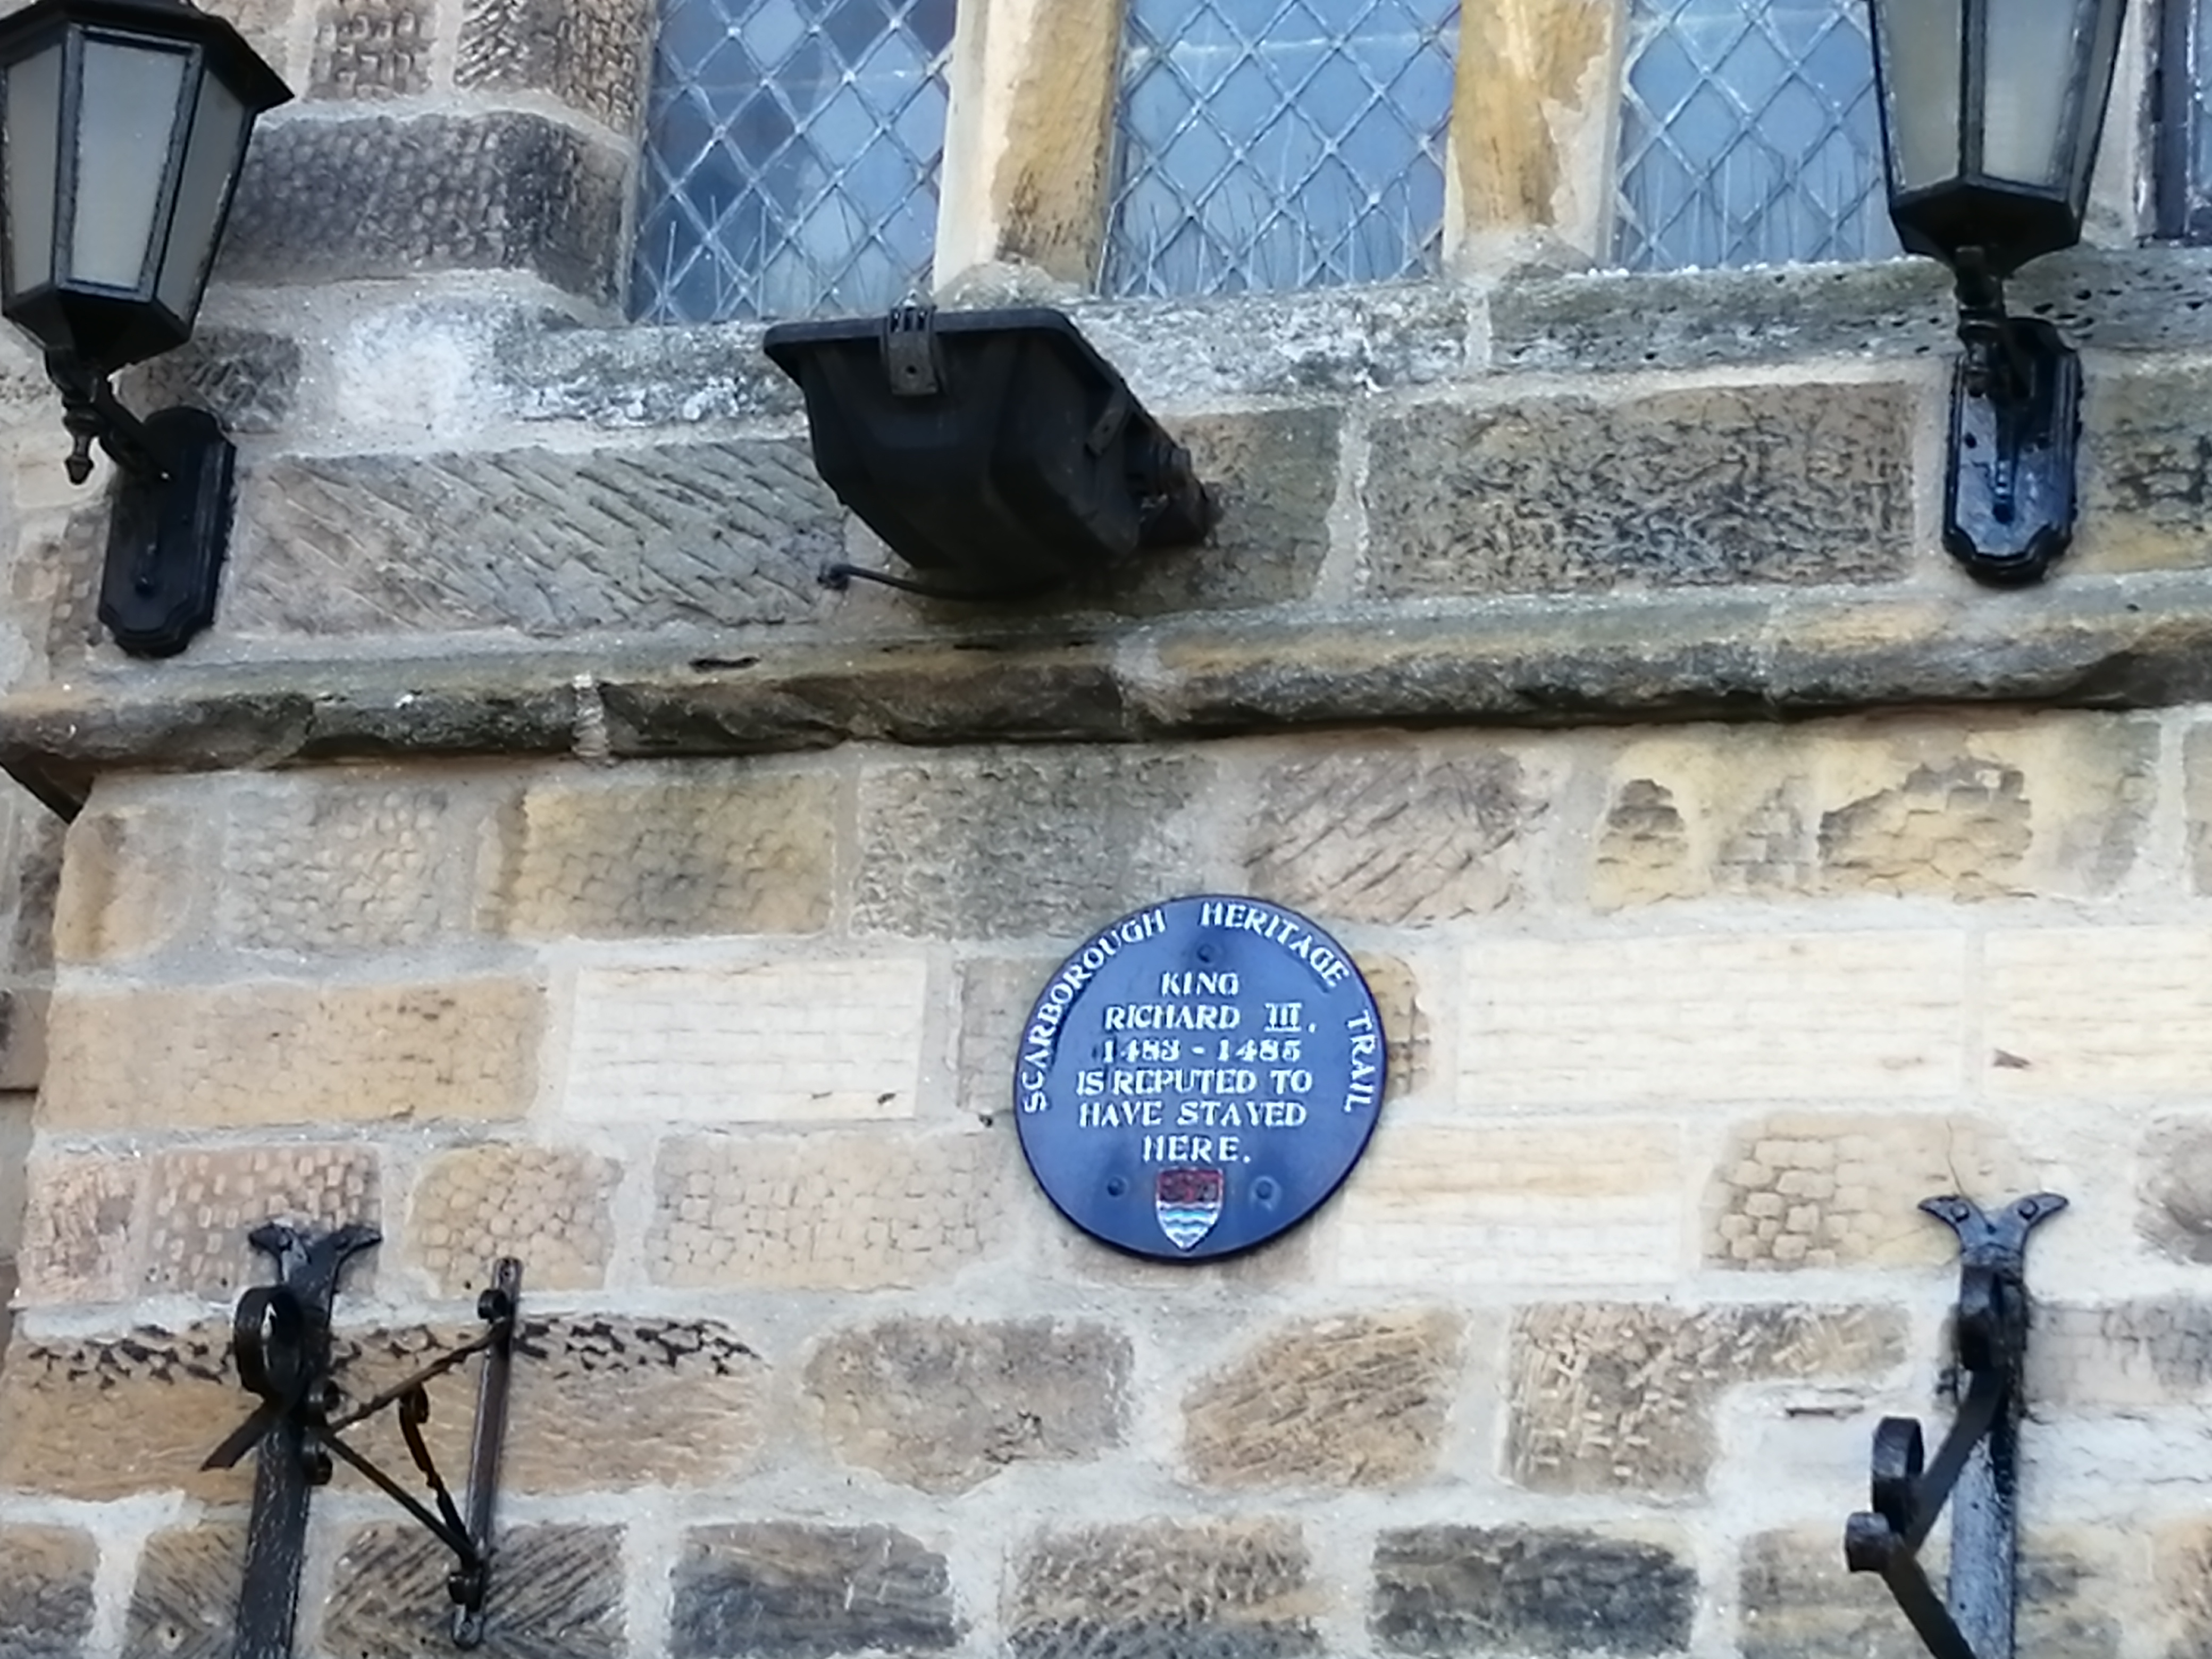 SCARBOROUGH HERITAGE TRAIL
KING
RICHARD III.
1483 - 1485
IS REPUTED TO
HAVE STAYED
HERE.